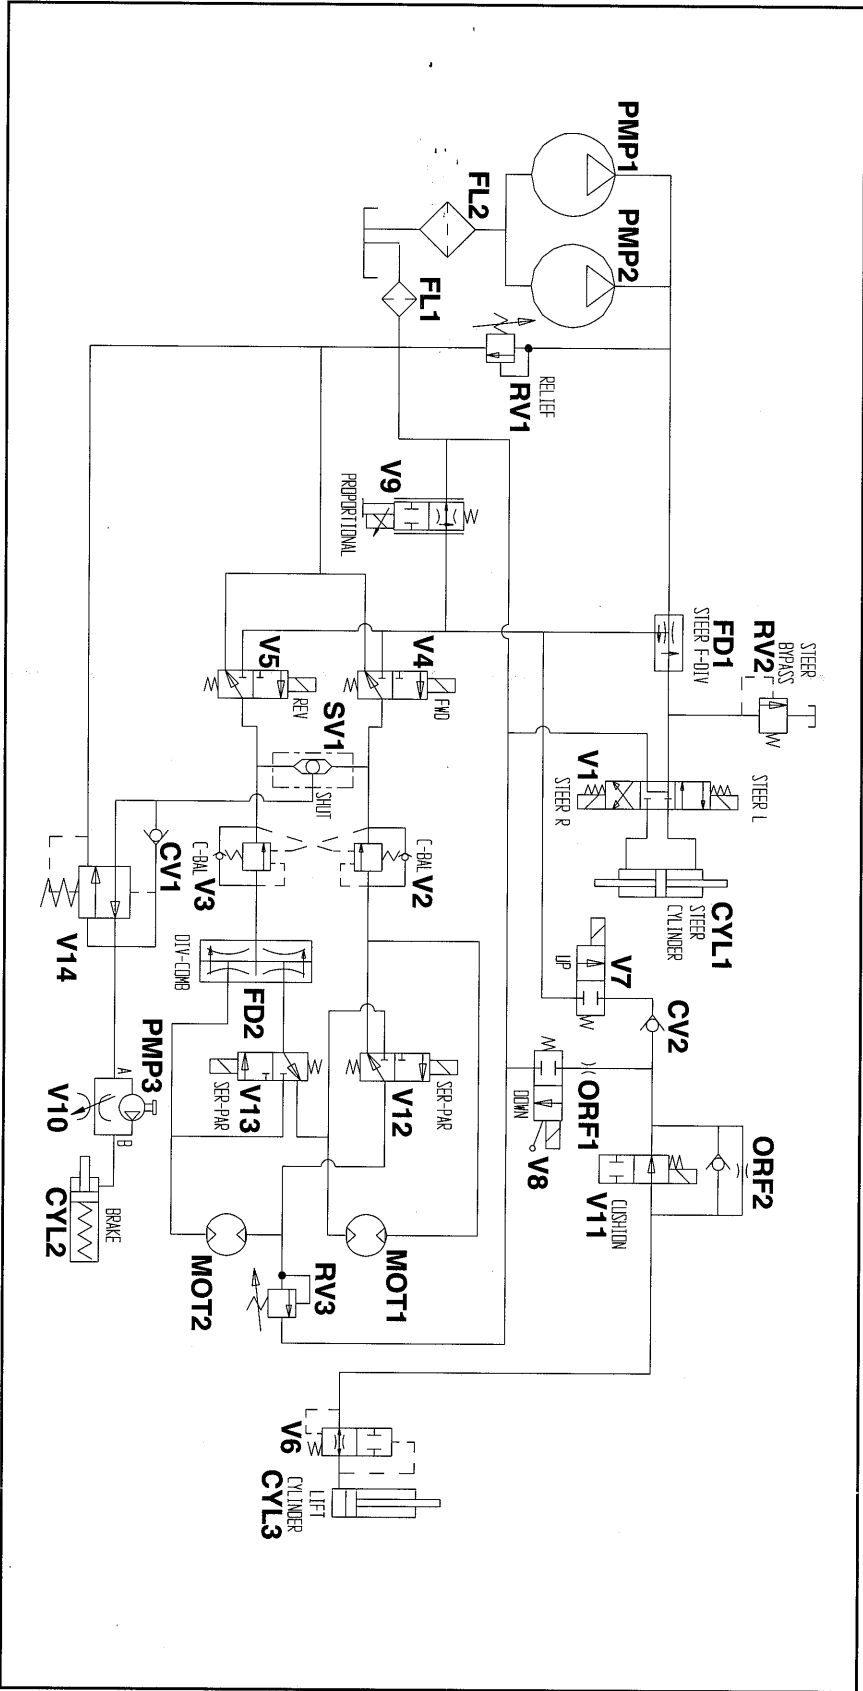 PMP1
PMP2
FL2
FL1
RELIEF
RV1
V9
PROPORTIONAL
STEER
BYPASS
RV2
FD1
STEER F-DIV
V4
FWD
V5
REV
SV1
SHUT
STEER L
V1
STEER R
C-BAL
V2
C-BAL
V3
CV1
V14
CYL1
STEER
CYLINDER
V7
UP
CV2
DIV-COMB
FD2
V12
SER-PAR
V13
SER-PAR
ORF1
DOWN
V8
ORF2
V11
CUSHION
PMP3
A
B
V10
BRAKE
CYL2
MOT1
MOT2
RV3
V6
LIFT
CYLINDER
CYL3